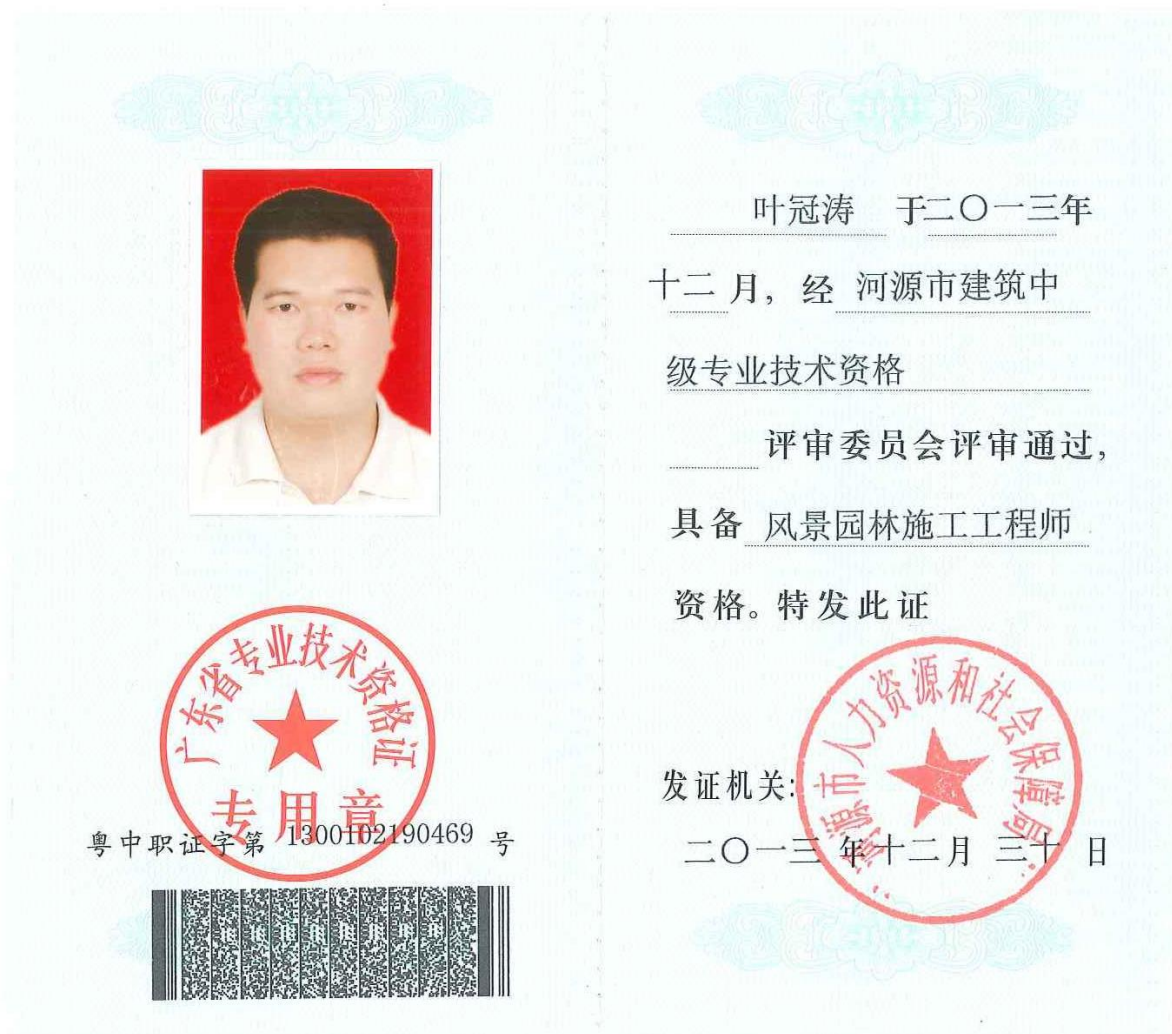 广东省专业技术资格证
专用章
粤中职证字第 1300102190469 号
叶冠涛 于二〇一三年
十二月，经 河源市建筑中
级专业技术资格
评审委员会评审通过，
具备 风景园林施工工程师
资格。特发此证
河源市人力资源和社会保障局
发证机关：
二〇一三年十二月三十日